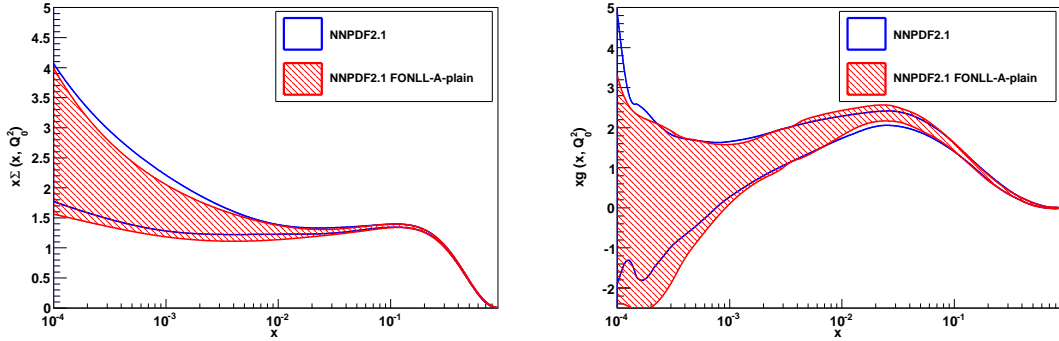 5
4.5
4
3.5
3
2.5
2
1.5
1
0.5
0
xΣ (x, Q₀²)
NNPDF2.1
NNPDF2.1 FONLL-A-plain
10⁻⁴ 10⁻³ 10⁻² 10⁻¹
x
5
4
3
2
1
0
-1
-2
xg (x, Q₀²)
NNPDF2.1
NNPDF2.1 FONLL-A-plain
10⁻⁴ 10⁻³ 10⁻² 10⁻¹
x